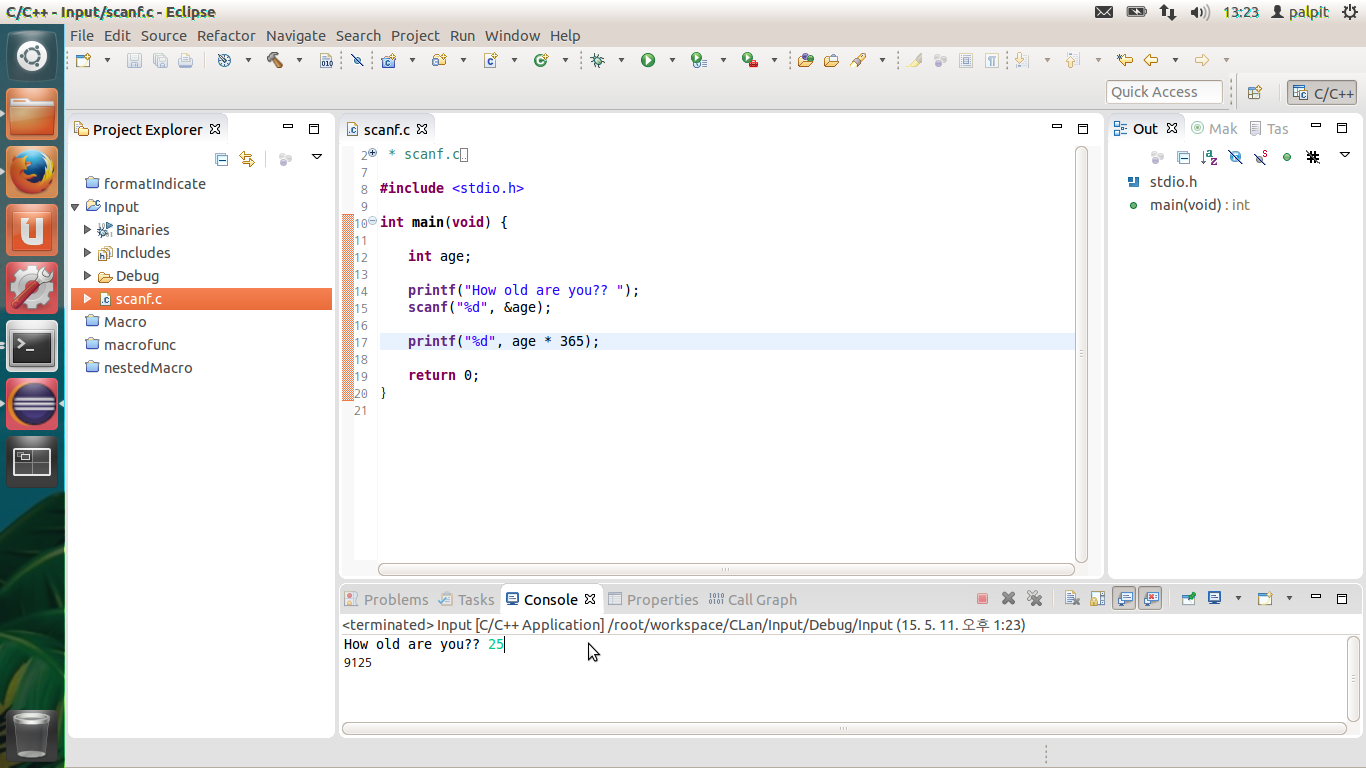 C/C++ - Input/scanf.c - Eclipse
13:23 palpit
File Edit Source Refactor Navigate Search Project Run Window Help
Quick Access
C/C++
Project Explorer
formatIndicate
Input
Binaries
Includes
Debug
scanf.c
Macro
macrofunc
nestedMacro
scanf.c
2 * scanf.c
7
8 #include <stdio.h>
9
10 int main(void) {
11
12 int age;
13
14 printf("How old are you?? ");
15 scanf("%d", &age);
16
17 printf("%d", age * 365);
18
19 return 0;
20 }
21
Out Mak Tas
stdio.h
main(void) : int
Problems Tasks Console Properties Call Graph
<terminated> Input [C/C++ Application] /root/workspace/CLan/Input/Debug/Input (15. 5. 11. 오후 1:23)
How old are you?? 25
9125